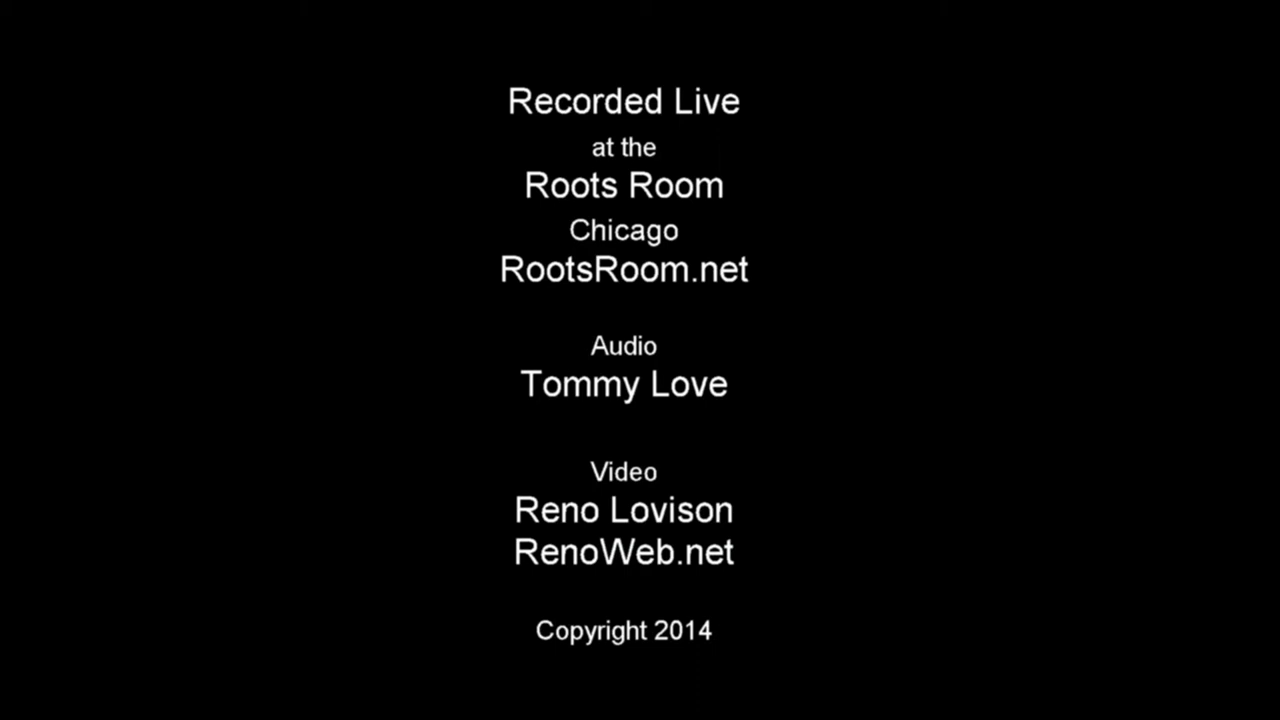 Recorded Live
at the
Roots Room
Chicago
RootsRoom.net
Audio
Tommy Love
Video
Reno Lovison
RenoWeb.net
Copyright 2014